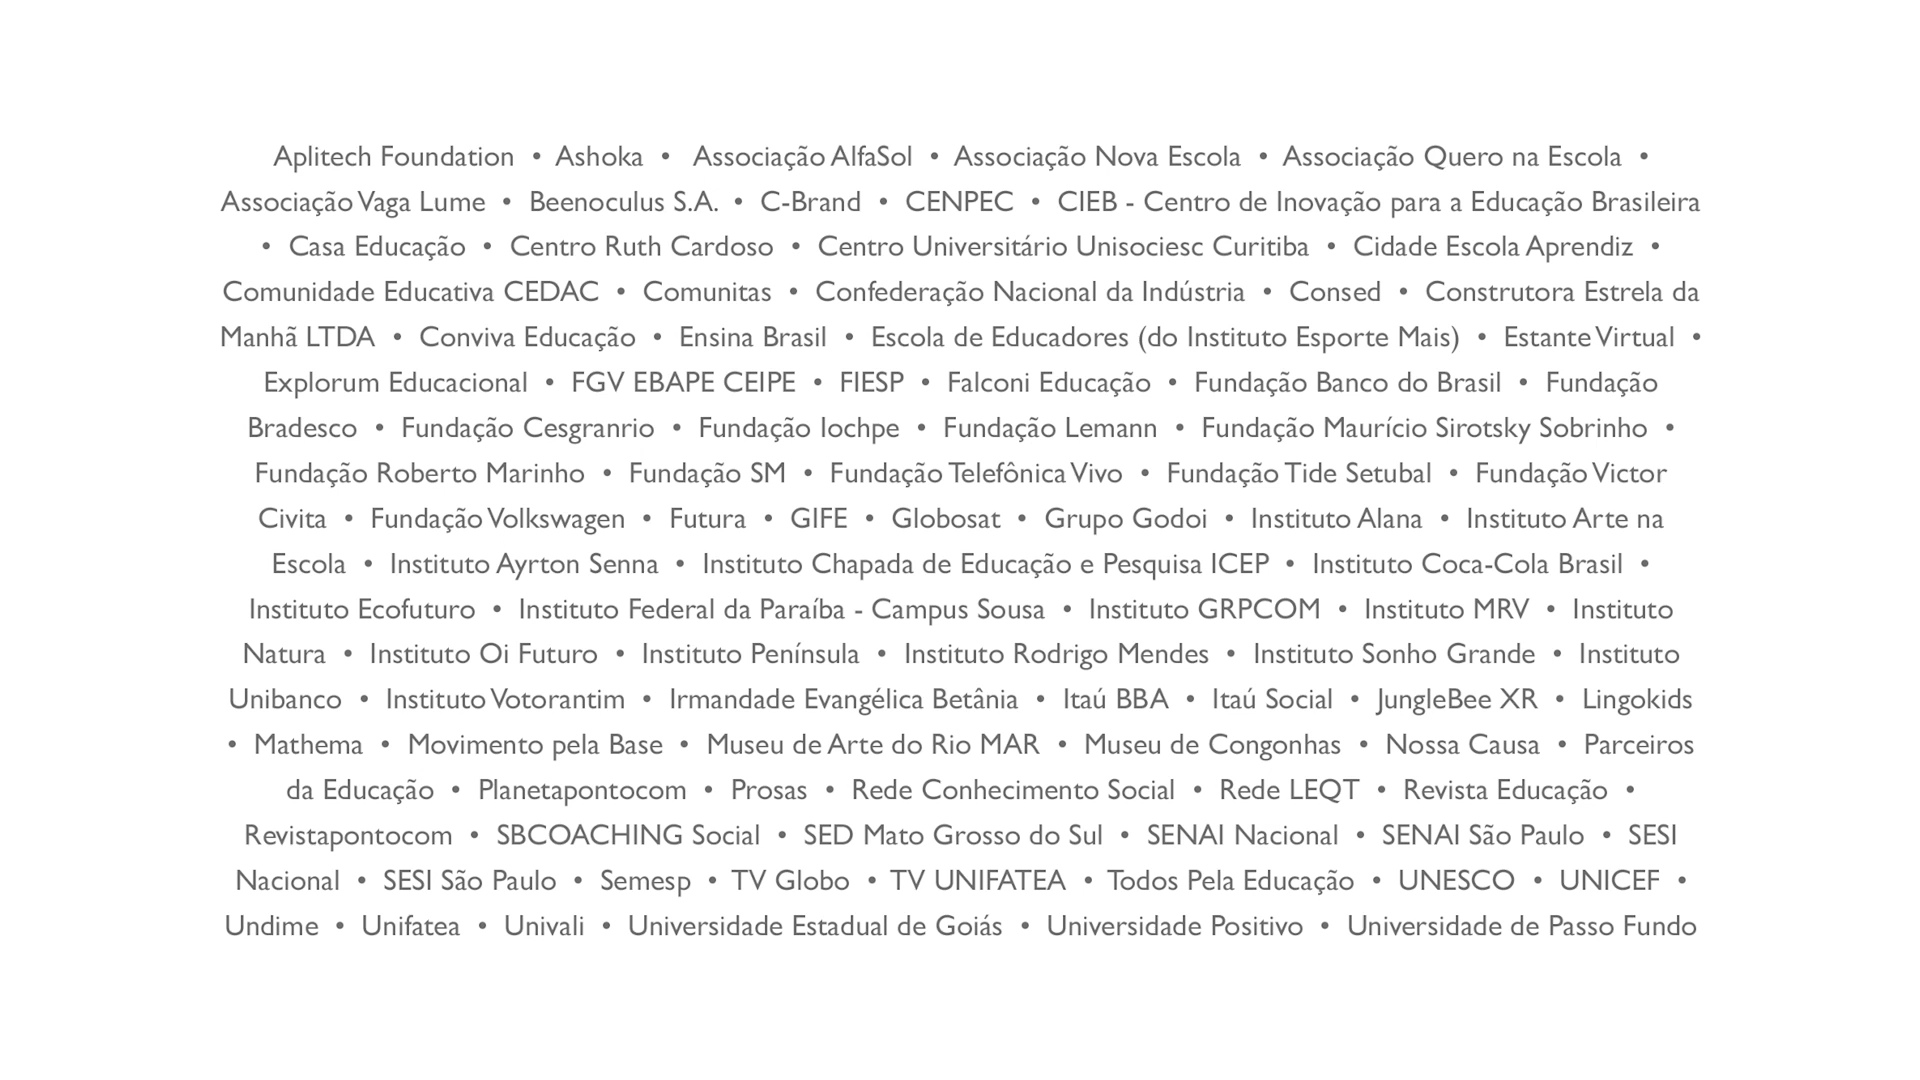 Aplitech Foundation • Ashoka • Associação AlfaSol • Associação Nova Escola • Associação Quero na Escola •
Associação Vaga Lume • Beenoculus S.A. • C-Brand • CENPEC • CIEB - Centro de Inovação para a Educação Brasileira
• Casa Educação • Centro Ruth Cardoso • Centro Universitário Unisociesc Curitiba • Cidade Escola Aprendiz •
Comunidade Educativa CEDAC • Comunitas • Confederação Nacional da Indústria • Consed • Construtora Estrela da
Manhã LTDA • Conviva Educação • Ensina Brasil • Escola de Educadores (do Instituto Esporte Mais) • Estante Virtual •
Explorum Educacional • FGV EBAPE CEIPE • FIESP • Falconi Educação • Fundação Banco do Brasil • Fundação
Bradesco • Fundação Cesgranrio • Fundação Iochpe • Fundação Lemann • Fundação Maurício Sirotsky Sobrinho •
Fundação Roberto Marinho • Fundação SM • Fundação Telefônica Vivo • Fundação Tide Setubal • Fundação Victor
Civita • Fundação Volkswagen • Futura • GIFE • Globosat • Grupo Godoi • Instituto Alana • Instituto Arte na
Escola • Instituto Ayrton Senna • Instituto Chapada de Educação e Pesquisa ICEP • Instituto Coca-Cola Brasil •
Instituto Ecofuturo • Instituto Federal da Paraíba - Campus Sousa • Instituto GRPCOM • Instituto MRV • Instituto
Natura • Instituto Oi Futuro • Instituto Península • Instituto Rodrigo Mendes • Instituto Sonho Grande • Instituto
Unibanco • Instituto Votorantim • Irmandade Evangélica Betânia • Itaú BBA • Itaú Social • JungleBee XR • Lingokids
• Mathema • Movimento pela Base • Museu de Arte do Rio MAR • Museu de Congonhas • Nossa Causa • Parceiros
da Educação • Planetapontocom • Prosas • Rede Conhecimento Social • Rede LEQT • Revista Educação •
Revistapontocom • SBCOACHING Social • SED Mato Grosso do Sul • SENAI Nacional • SENAI São Paulo • SESI
Nacional • SESI São Paulo • Semesp • TV Globo • TV UNIFATEA • Todos Pela Educação • UNESCO • UNICEF •
Undime • Unifatea • Univali • Universidade Estadual de Goiás • Universidade Positivo • Universidade de Passo Fundo